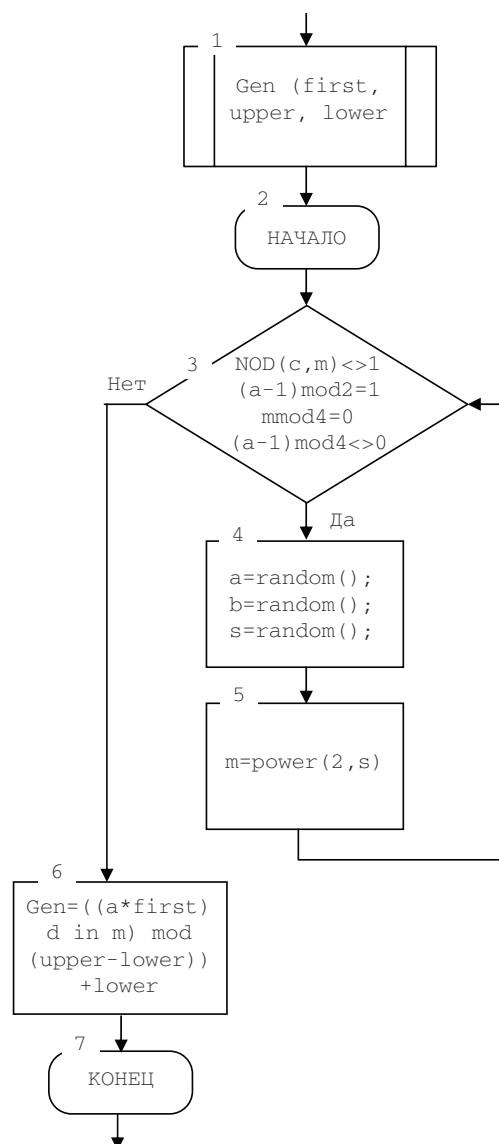 1
Gen (first,
upper, lower
2
НАЧАЛО
3
NOD(c,m)<>1
(a-1)mod2=1
mmod4=0
(a-1)mod4<>0
Нет
Да
4
a=random();
b=random();
s=random();
5
m=power(2,s)
6
Gen=((a*first)
d in m) mod
(upper-lower))
+lower
7
КОНЕЦ